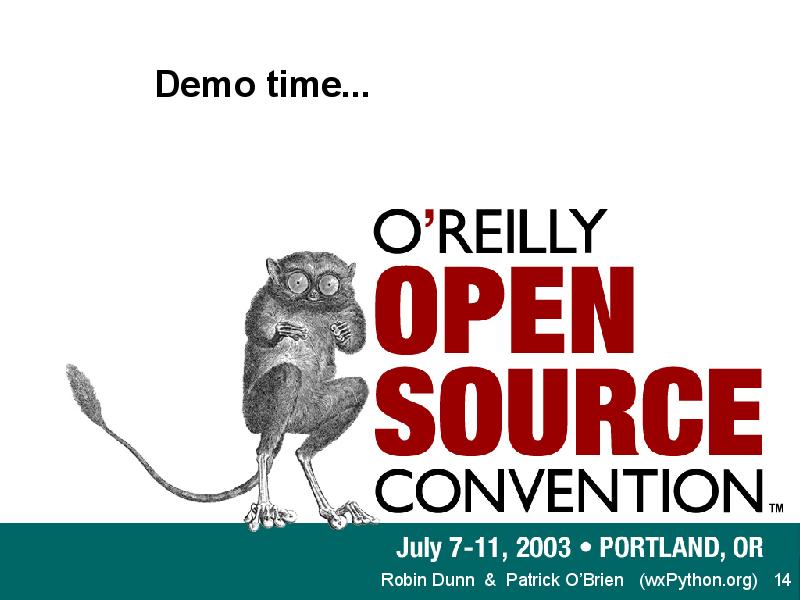 Demo time...
O'REILLY
OPEN
SOURCE
CONVENTION™
July 7-11, 2003 • PORTLAND, OR
Robin Dunn & Patrick O'Brien (wxPython.org) 14